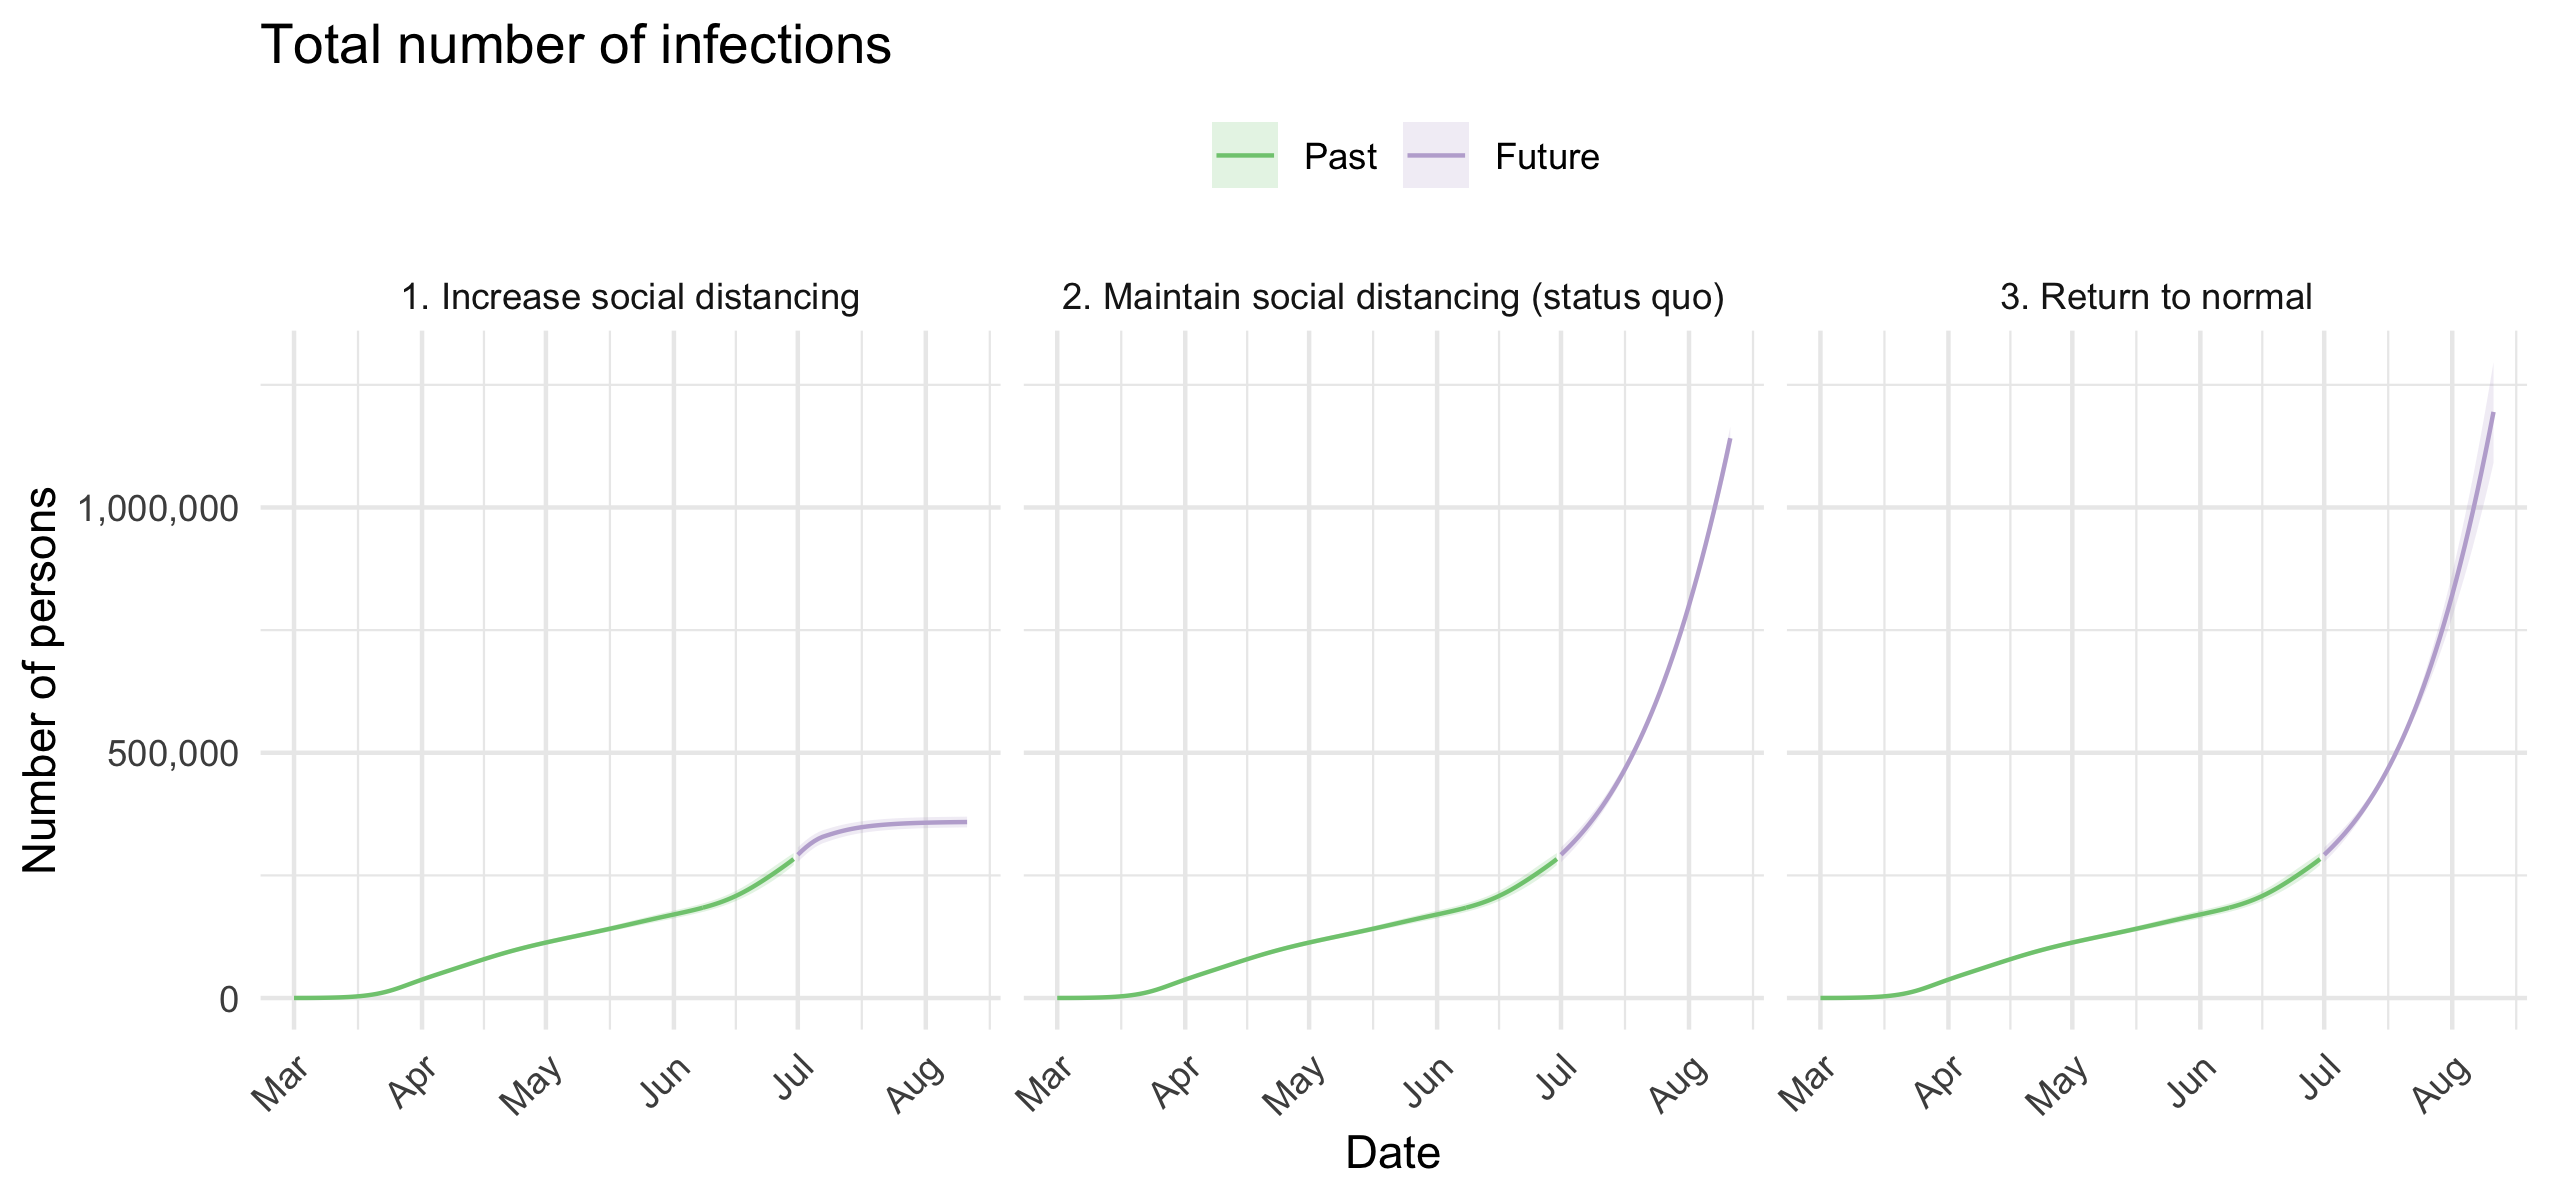 Total number of infections
Past Future
1. Increase social distancing
2. Maintain social distancing (status quo)
3. Return to normal
Number of persons
1,000,000
500,000
0
Mar Apr May Jun Jul Aug
Mar Apr May Jun Jul Aug
Mar Apr May Jun Jul Aug
Date